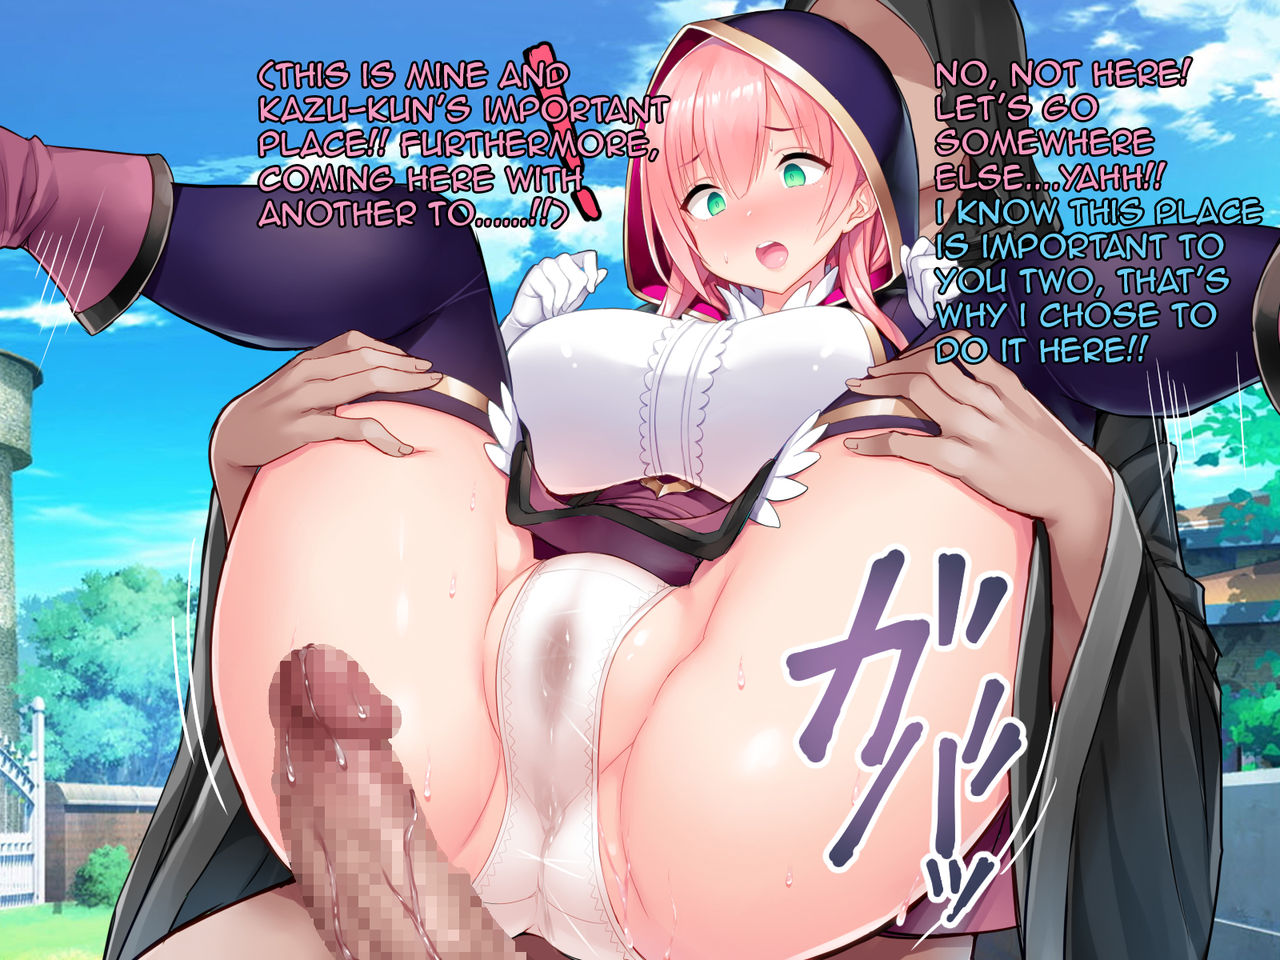 (THIS IS MINE AND
KAZU-KUN'S IMPORTANT
PLACE!! FURTHERMORE,
COMING HERE WITH
ANOTHER TO......!!)
NO, NOT HERE!
LET'S GO
SOMEWHERE
ELSE....YAHH!!
I KNOW THIS PLACE
IS IMPORTANT TO
YOU TWO, THAT'S
WHY I CHOSE TO
DO IT HERE!!
ガバッ